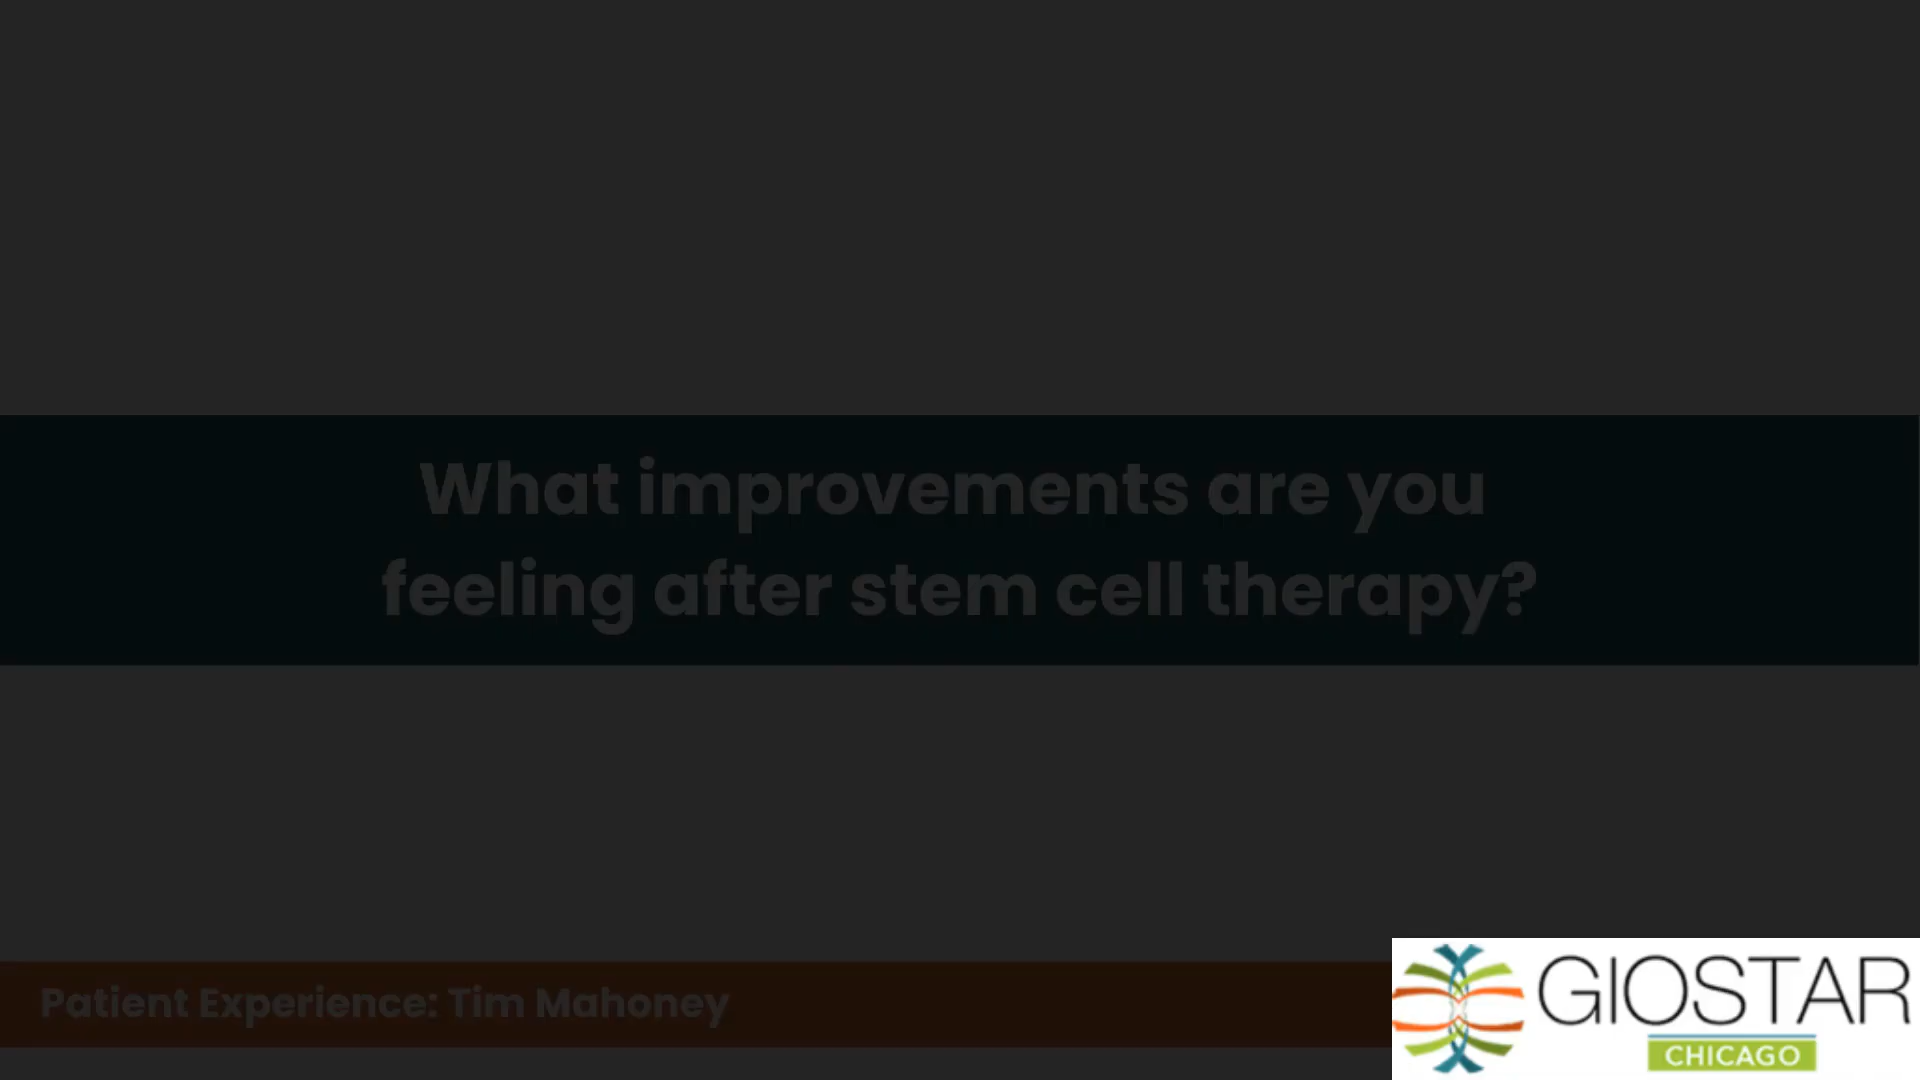 What improvements are you
feeling after stem cell therapy?
Patient Experience: Tim Mahoney
GIOSTAR
CHICAGO